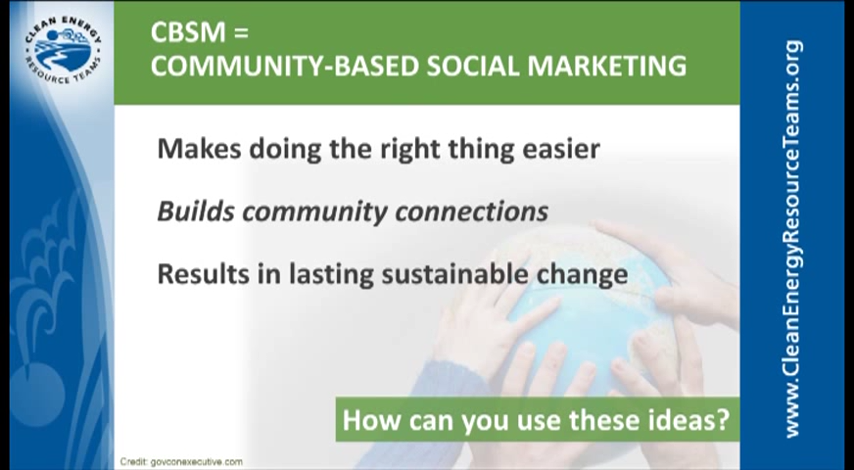 CLEAN ENERGY
RESOURCE TEAMS
CBSM =
COMMUNITY-BASED SOCIAL MARKETING
Makes doing the right thing easier
Builds community connections
Results in lasting sustainable change
How can you use these ideas?
Credit: govconexecutive.com
www.CleanEnergyResourceTeams.org